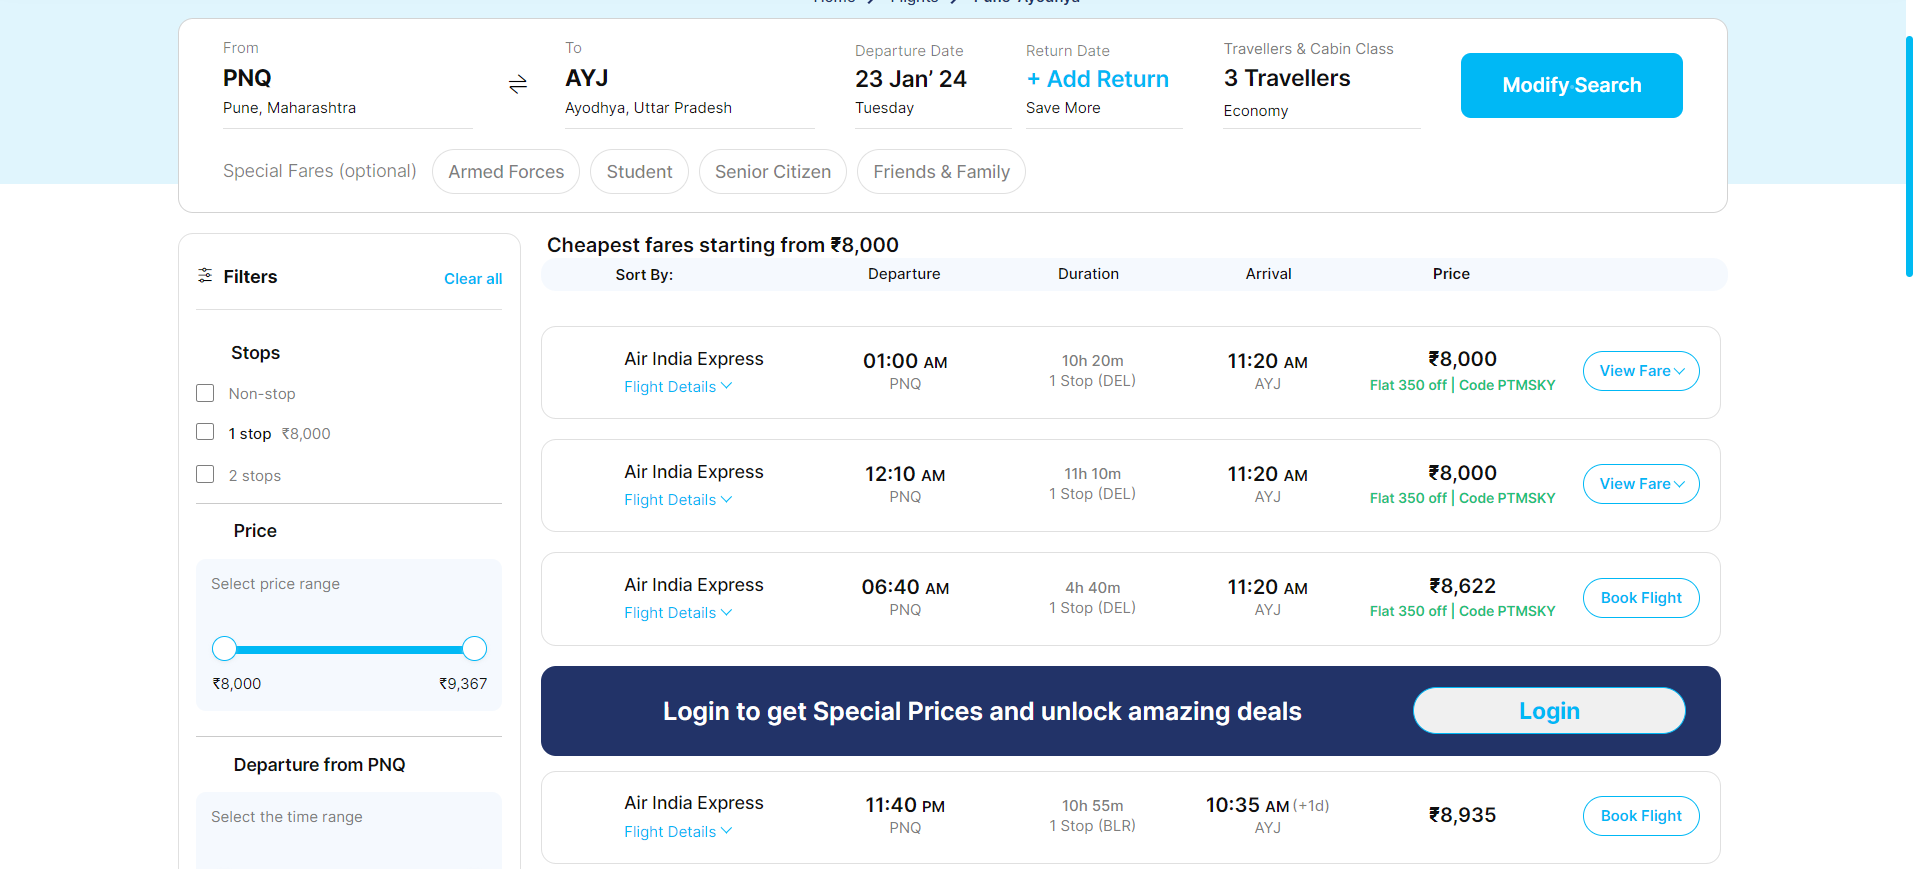 Home > Flights > Pune-Ayodhya
From
PNQ
Pune, Maharashtra
To
AYJ
Ayodhya, Uttar Pradesh
Departure Date
23 Jan’ 24
Tuesday
Return Date
+ Add Return
Save More
Travellers & Cabin Class
3 Travellers
Economy
Modify Search
Special Fares (optional) Armed Forces Student Senior Citizen Friends & Family
Filters Clear all
Stops
Non-stop
1 stop ₹8,000
2 stops
Price
Select price range
₹8,000 ₹9,367
Departure from PNQ
Select the time range
Cheapest fares starting from ₹8,000
Sort By: Departure Duration Arrival Price
Air India Express 01:00 AM 10h 20m 11:20 AM ₹8,000 View Fare
Flight Details PNQ 1 Stop (DEL) AYJ Flat 350 off | Code PTMSKY
Air India Express 12:10 AM 11h 10m 11:20 AM ₹8,000 View Fare
Flight Details PNQ 1 Stop (DEL) AYJ Flat 350 off | Code PTMSKY
Air India Express 06:40 AM 4h 40m 11:20 AM ₹8,622 Book Flight
Flight Details PNQ 1 Stop (DEL) AYJ Flat 350 off | Code PTMSKY
Login to get Special Prices and unlock amazing deals Login
Air India Express 11:40 PM 10h 55m 10:35 AM (+1d) ₹8,935 Book Flight
Flight Details PNQ 1 Stop (BLR) AYJ